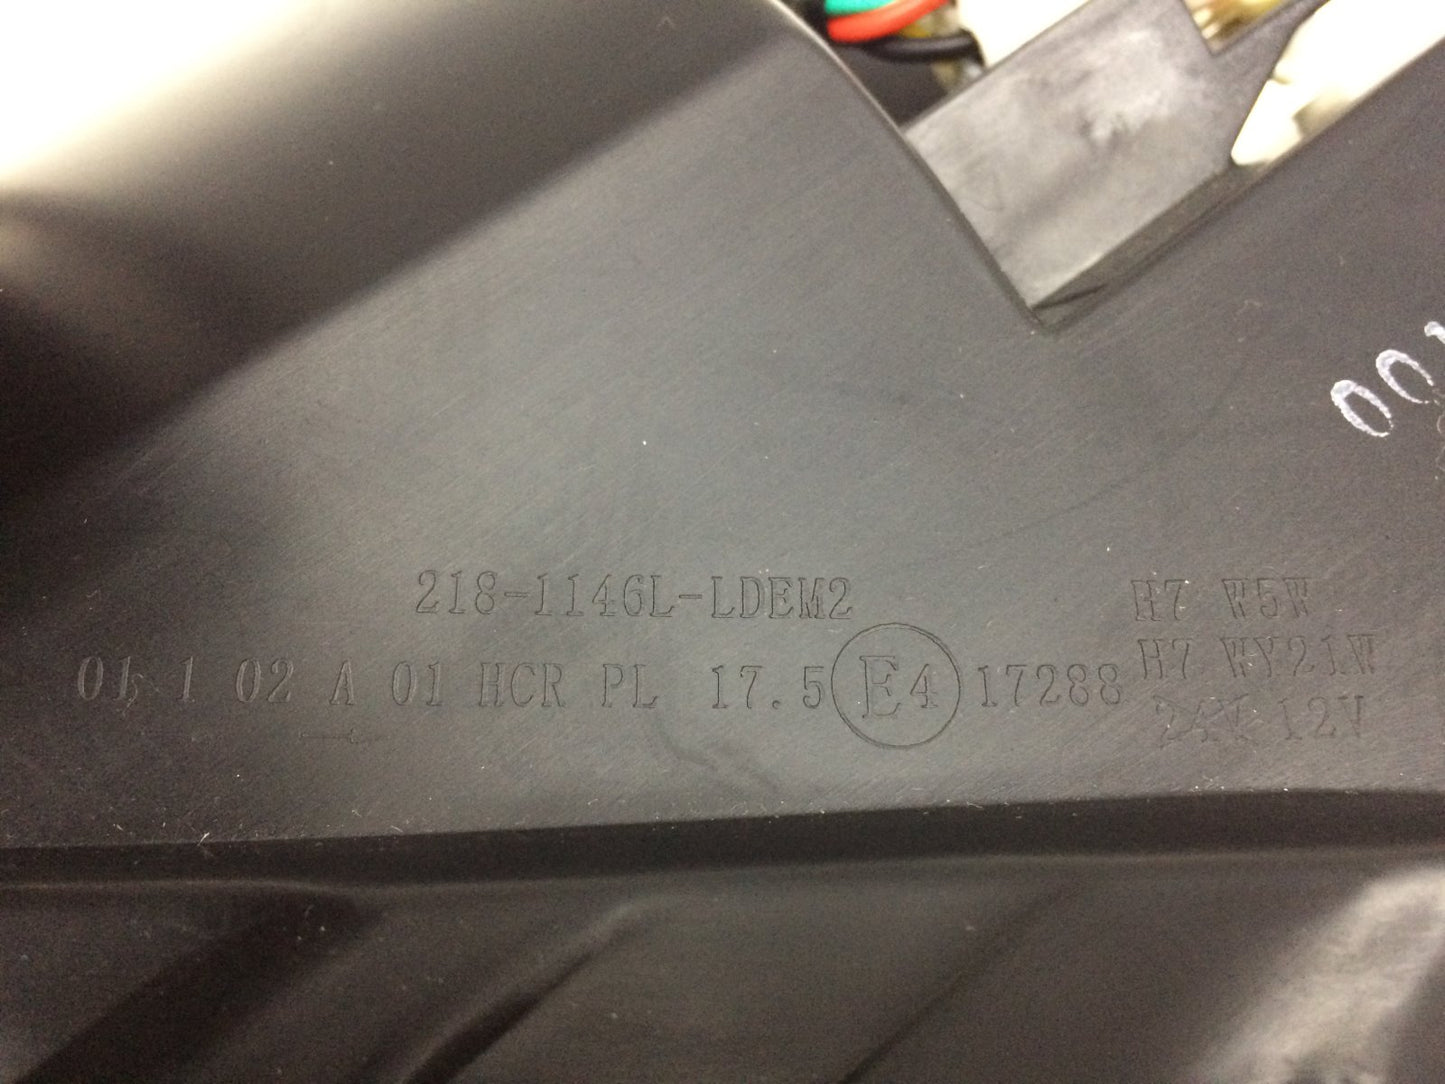 001
218-1146L-LDEM2
01 1 02 A 01 HCR PL 17.5 E4 17288
H7 W5W
H7 WY21W
24V 12V